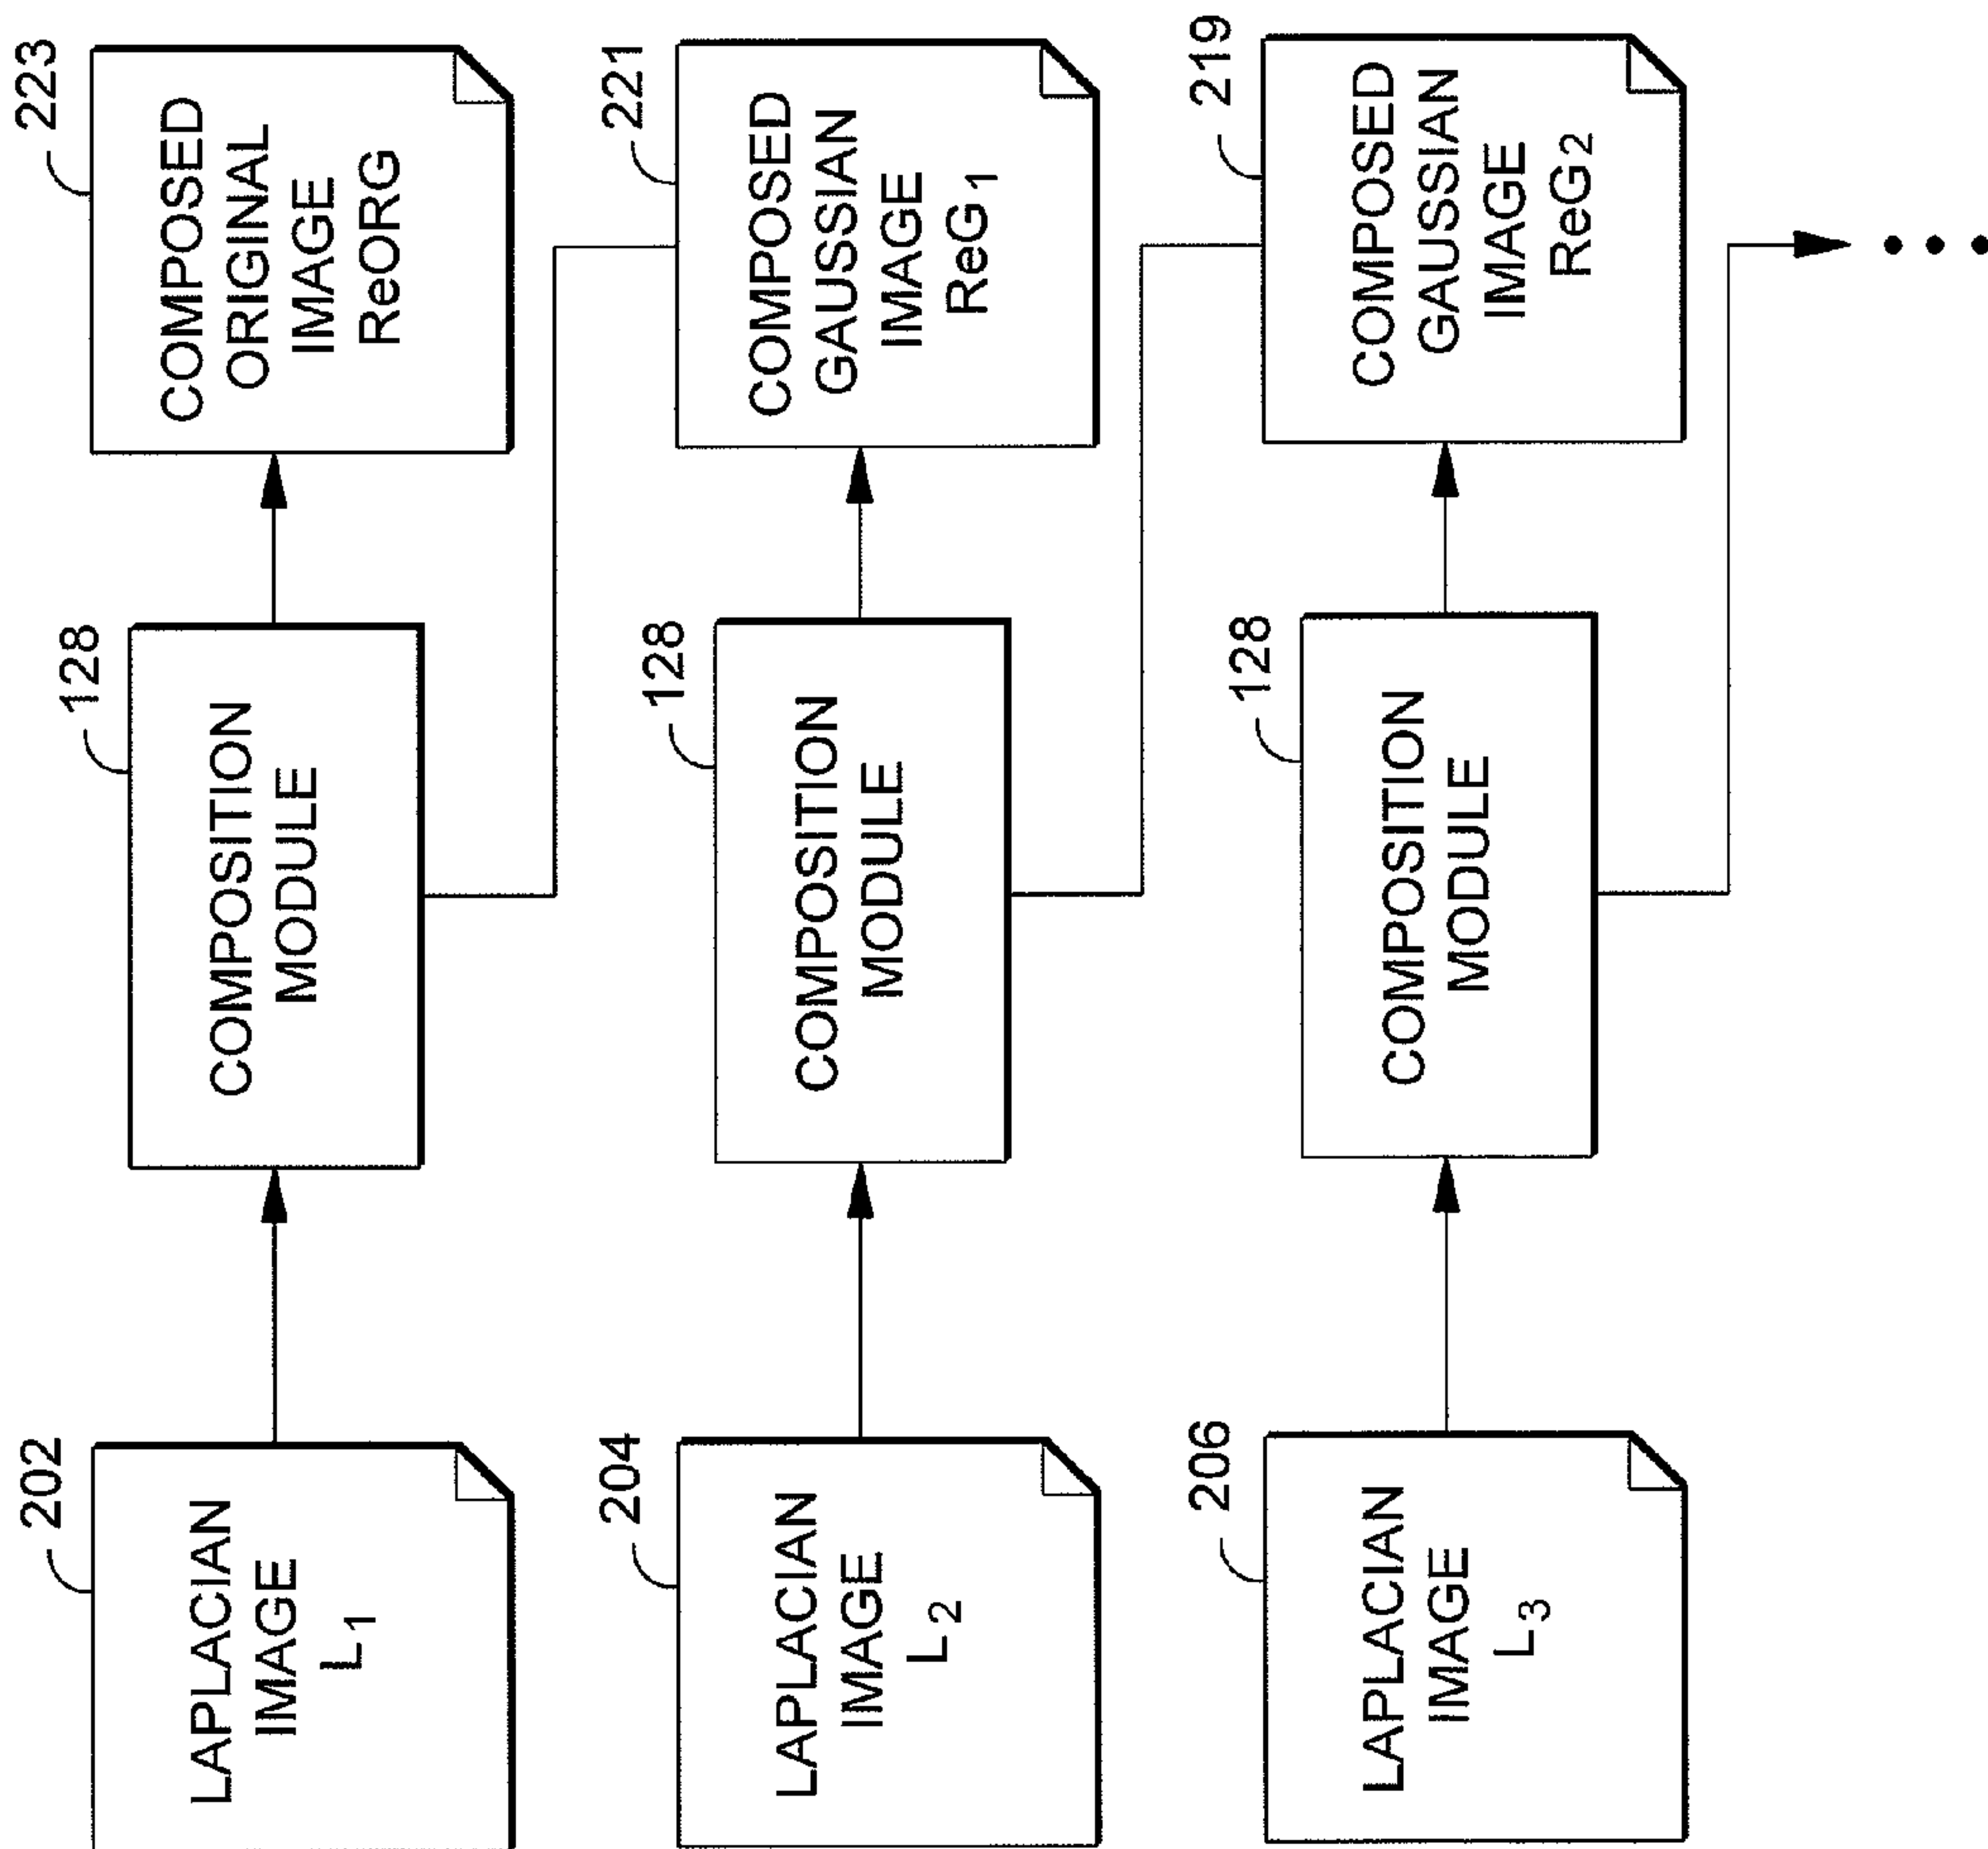 202
LAPLACIAN
IMAGE
L1
128
COMPOSITION
MODULE
223
COMPOSED
ORIGINAL
IMAGE
ReORG
204
LAPLACIAN
IMAGE
L2
128
COMPOSITION
MODULE
221
COMPOSED
GAUSSIAN
IMAGE
ReG1
206
LAPLACIAN
IMAGE
L3
128
COMPOSITION
MODULE
219
COMPOSED
GAUSSIAN
IMAGE
ReG2